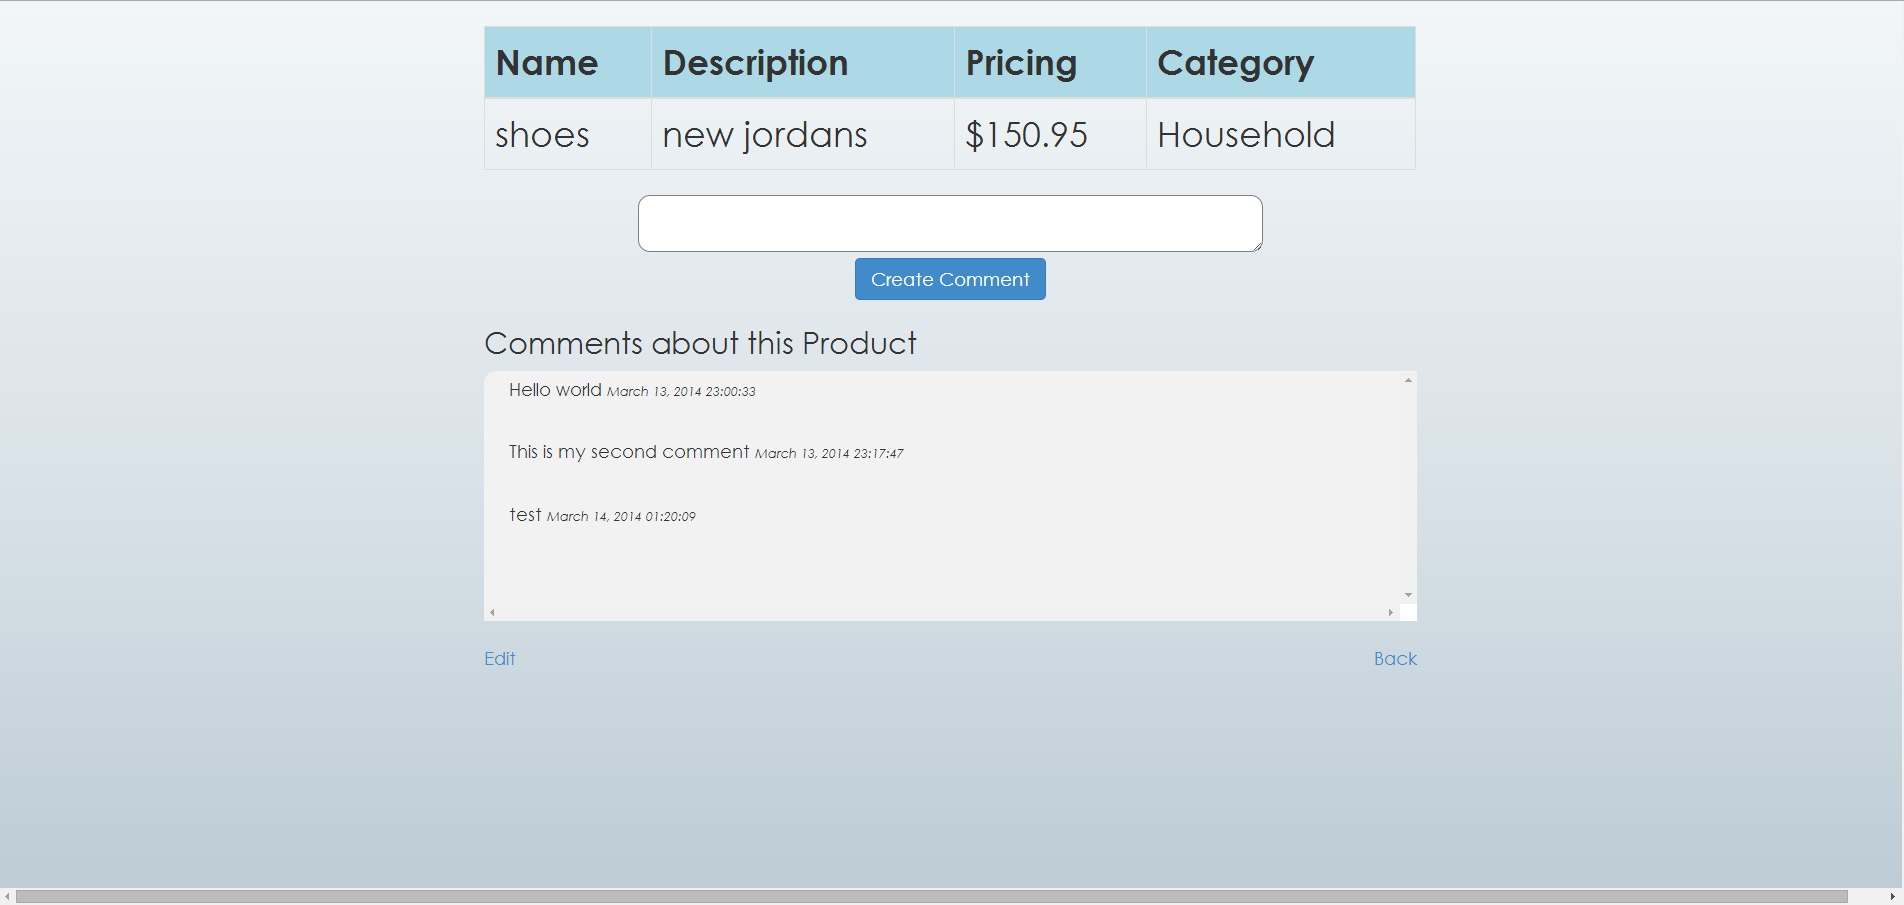 Name Description Pricing Category
shoes new jordans $150.95 Household
Create Comment
Comments about this Product
Hello world March 13, 2014 23:00:33
This is my second comment March 13, 2014 23:17:47
test March 14, 2014 01:20:09
Edit Back